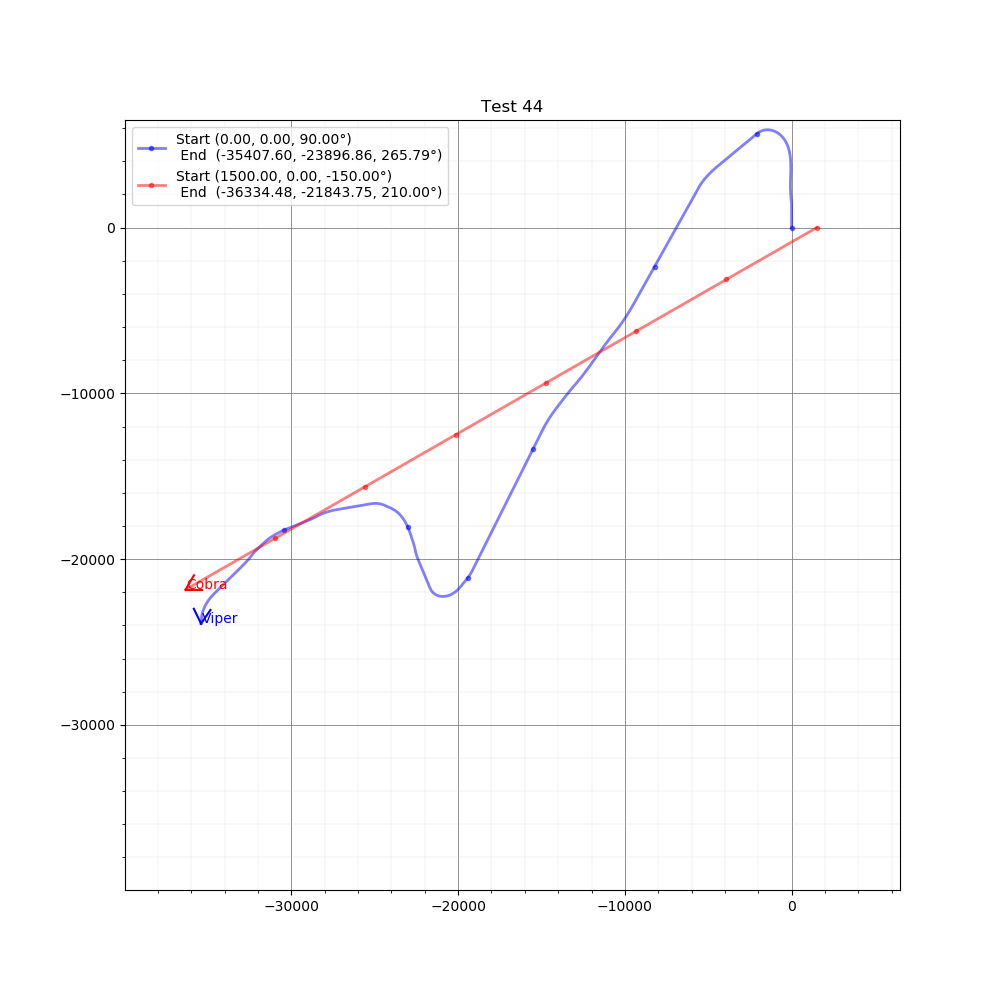 Test 44
Start (0.00, 0.00, 90.00°)
End (-35407.60, -23896.86, 265.79°)
Start (1500.00, 0.00, -150.00°)
End (-36334.48, -21843.75, 210.00°)
0
−10000
−20000
−30000
Cobra
Viper
−30000 −20000 −10000 0